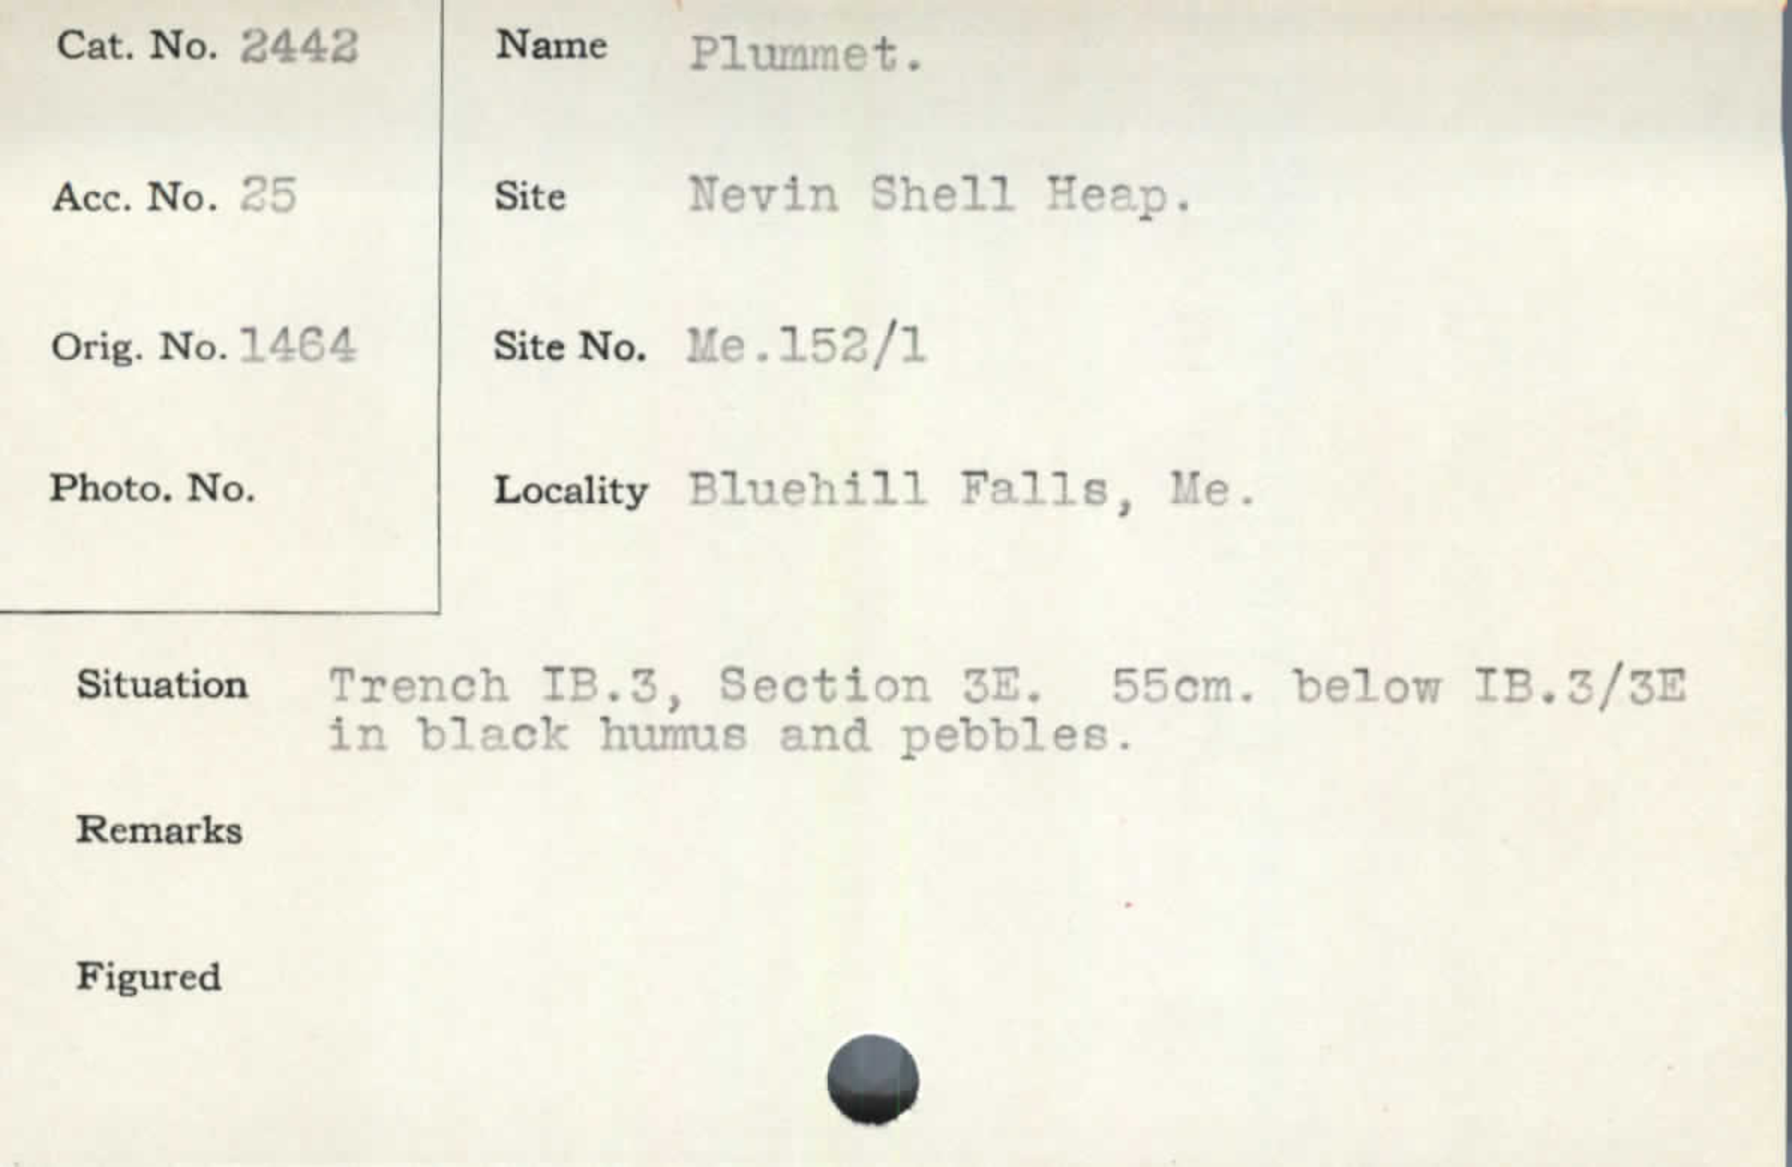 Cat. No. 2442
Acc. No. 25
Orig. No. 1464
Photo. No.
Name Plummet.
Site Nevin Shell Heap.
Site No. Me.152/1
Locality Bluehill Falls, Me.
Situation Trench IB.3, Section 3E. 55cm. below IB.3/3E
in black humus and pebbles.
Remarks
Figured